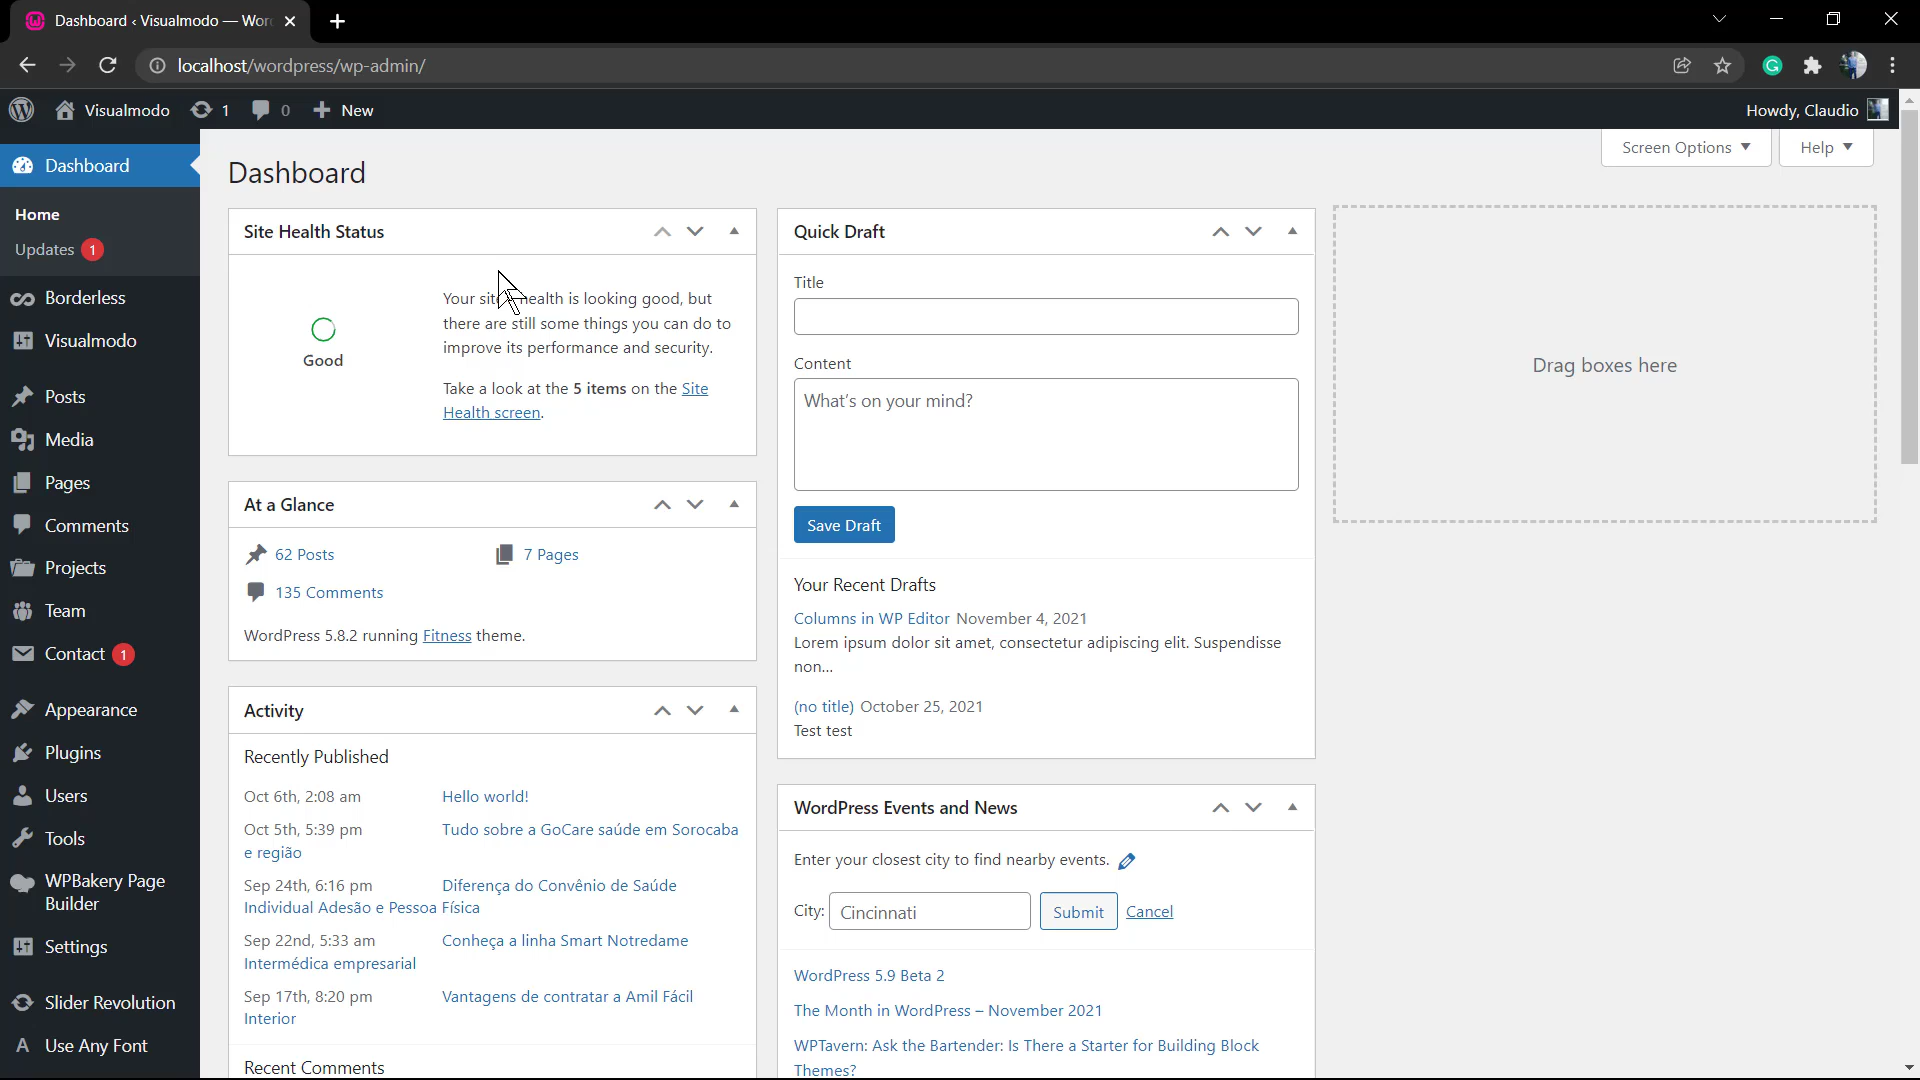 Dashboard ‹ Visualmodo — Wor
localhost/wordpress/wp-admin/
Visualmodo
1
0
New
Howdy, Claudio
Screen Options
Help
Dashboard
Home
Updates 1
Borderless
Visualmodo
Posts
Media
Pages
Comments
Projects
Team
Contact 1
Appearance
Plugins
Users
Tools
WPBakery Page
Builder
Settings
Slider Revolution
Use Any Font
Dashboard
Site Health Status
Good
Your site health is looking good, but
there are still some things you can do to
improve its performance and security.
Take a look at the 5 items on the Site
Health screen.
At a Glance
62 Posts
7 Pages
135 Comments
WordPress 5.8.2 running Fitness theme.
Activity
Recently Published
Oct 6th, 2:08 am Hello world!
Oct 5th, 5:39 pm Tudo sobre a GoCare saúde em Sorocaba
e região
Sep 24th, 6:16 pm Diferença do Convênio de Saúde
Individual Adesão e Pessoa Física
Sep 22nd, 5:33 am Conheça a linha Smart Notredame
Intermédica empresarial
Sep 17th, 8:20 pm Vantagens de contratar a Amil Fácil
Interior
Recent Comments
Quick Draft
Title
Content
What's on your mind?
Save Draft
Your Recent Drafts
Columns in WP Editor November 4, 2021
Lorem ipsum dolor sit amet, consectetur adipiscing elit. Suspendisse
non...
(no title) October 25, 2021
Test test
WordPress Events and News
Enter your closest city to find nearby events.
City: Cincinnati Submit Cancel
WordPress 5.9 Beta 2
The Month in WordPress – November 2021
WPTavern: Ask the Bartender: Is There a Starter for Building Block
Themes?
Drag boxes here